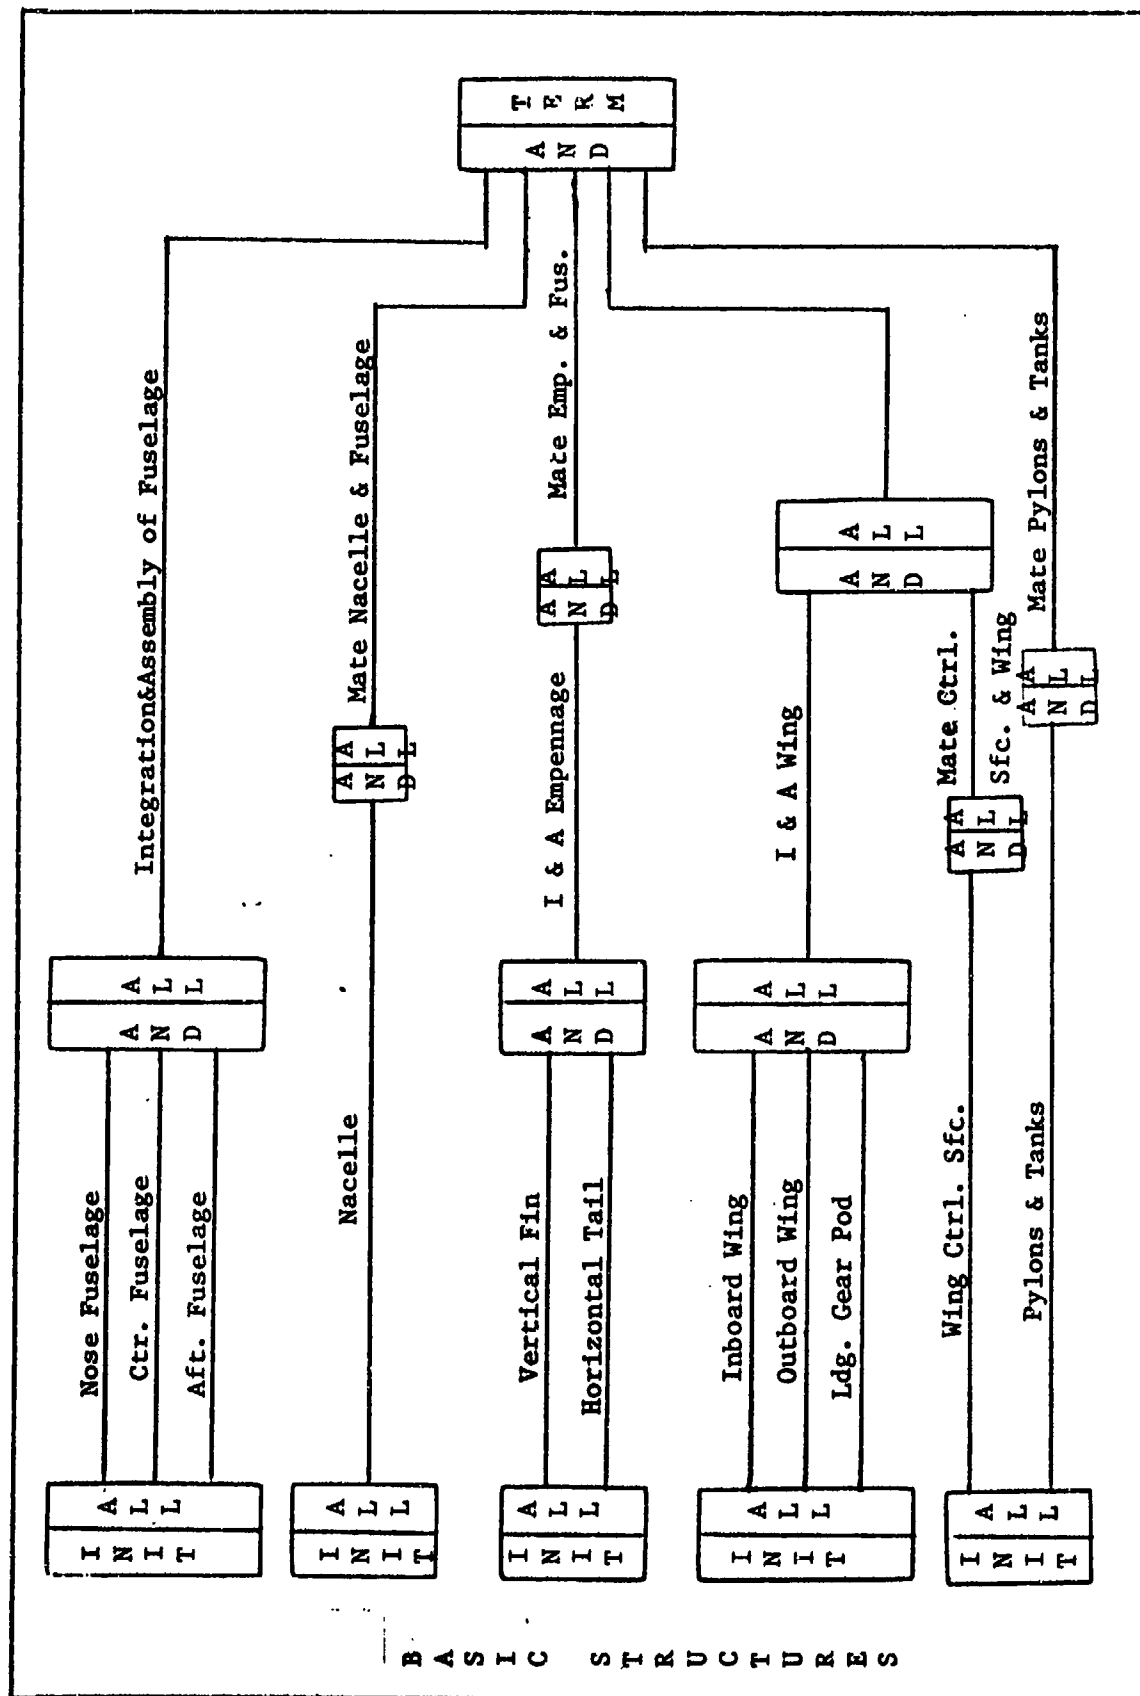 BASIC STRUCTURES
INIT
ALL
Nose Fuselage
Ctr. Fuselage
Aft. Fuselage
AND
ALL
Integration&Assembly of Fuselage
INIT
ALL
Nacelle
AND
ALL
Mate Nacelle & Fuselage
INIT
ALL
Vertical Fin
Horizontal Tail
AND
ALL
I & A Empennage
AND
ALL
Mate Emp. & Fus.
INIT
ALL
Inboard Wing
Outboard Wing
Ldg. Gear Pod
AND
ALL
I & A Wing
AND
ALL
INIT
ALL
Wing Ctrl. Sfc.
AND
ALL
Mate Ctrl.
Sfc. & Wing
Pylons & Tanks
AND
ALL
Mate Pylons & Tanks
AND
TERM